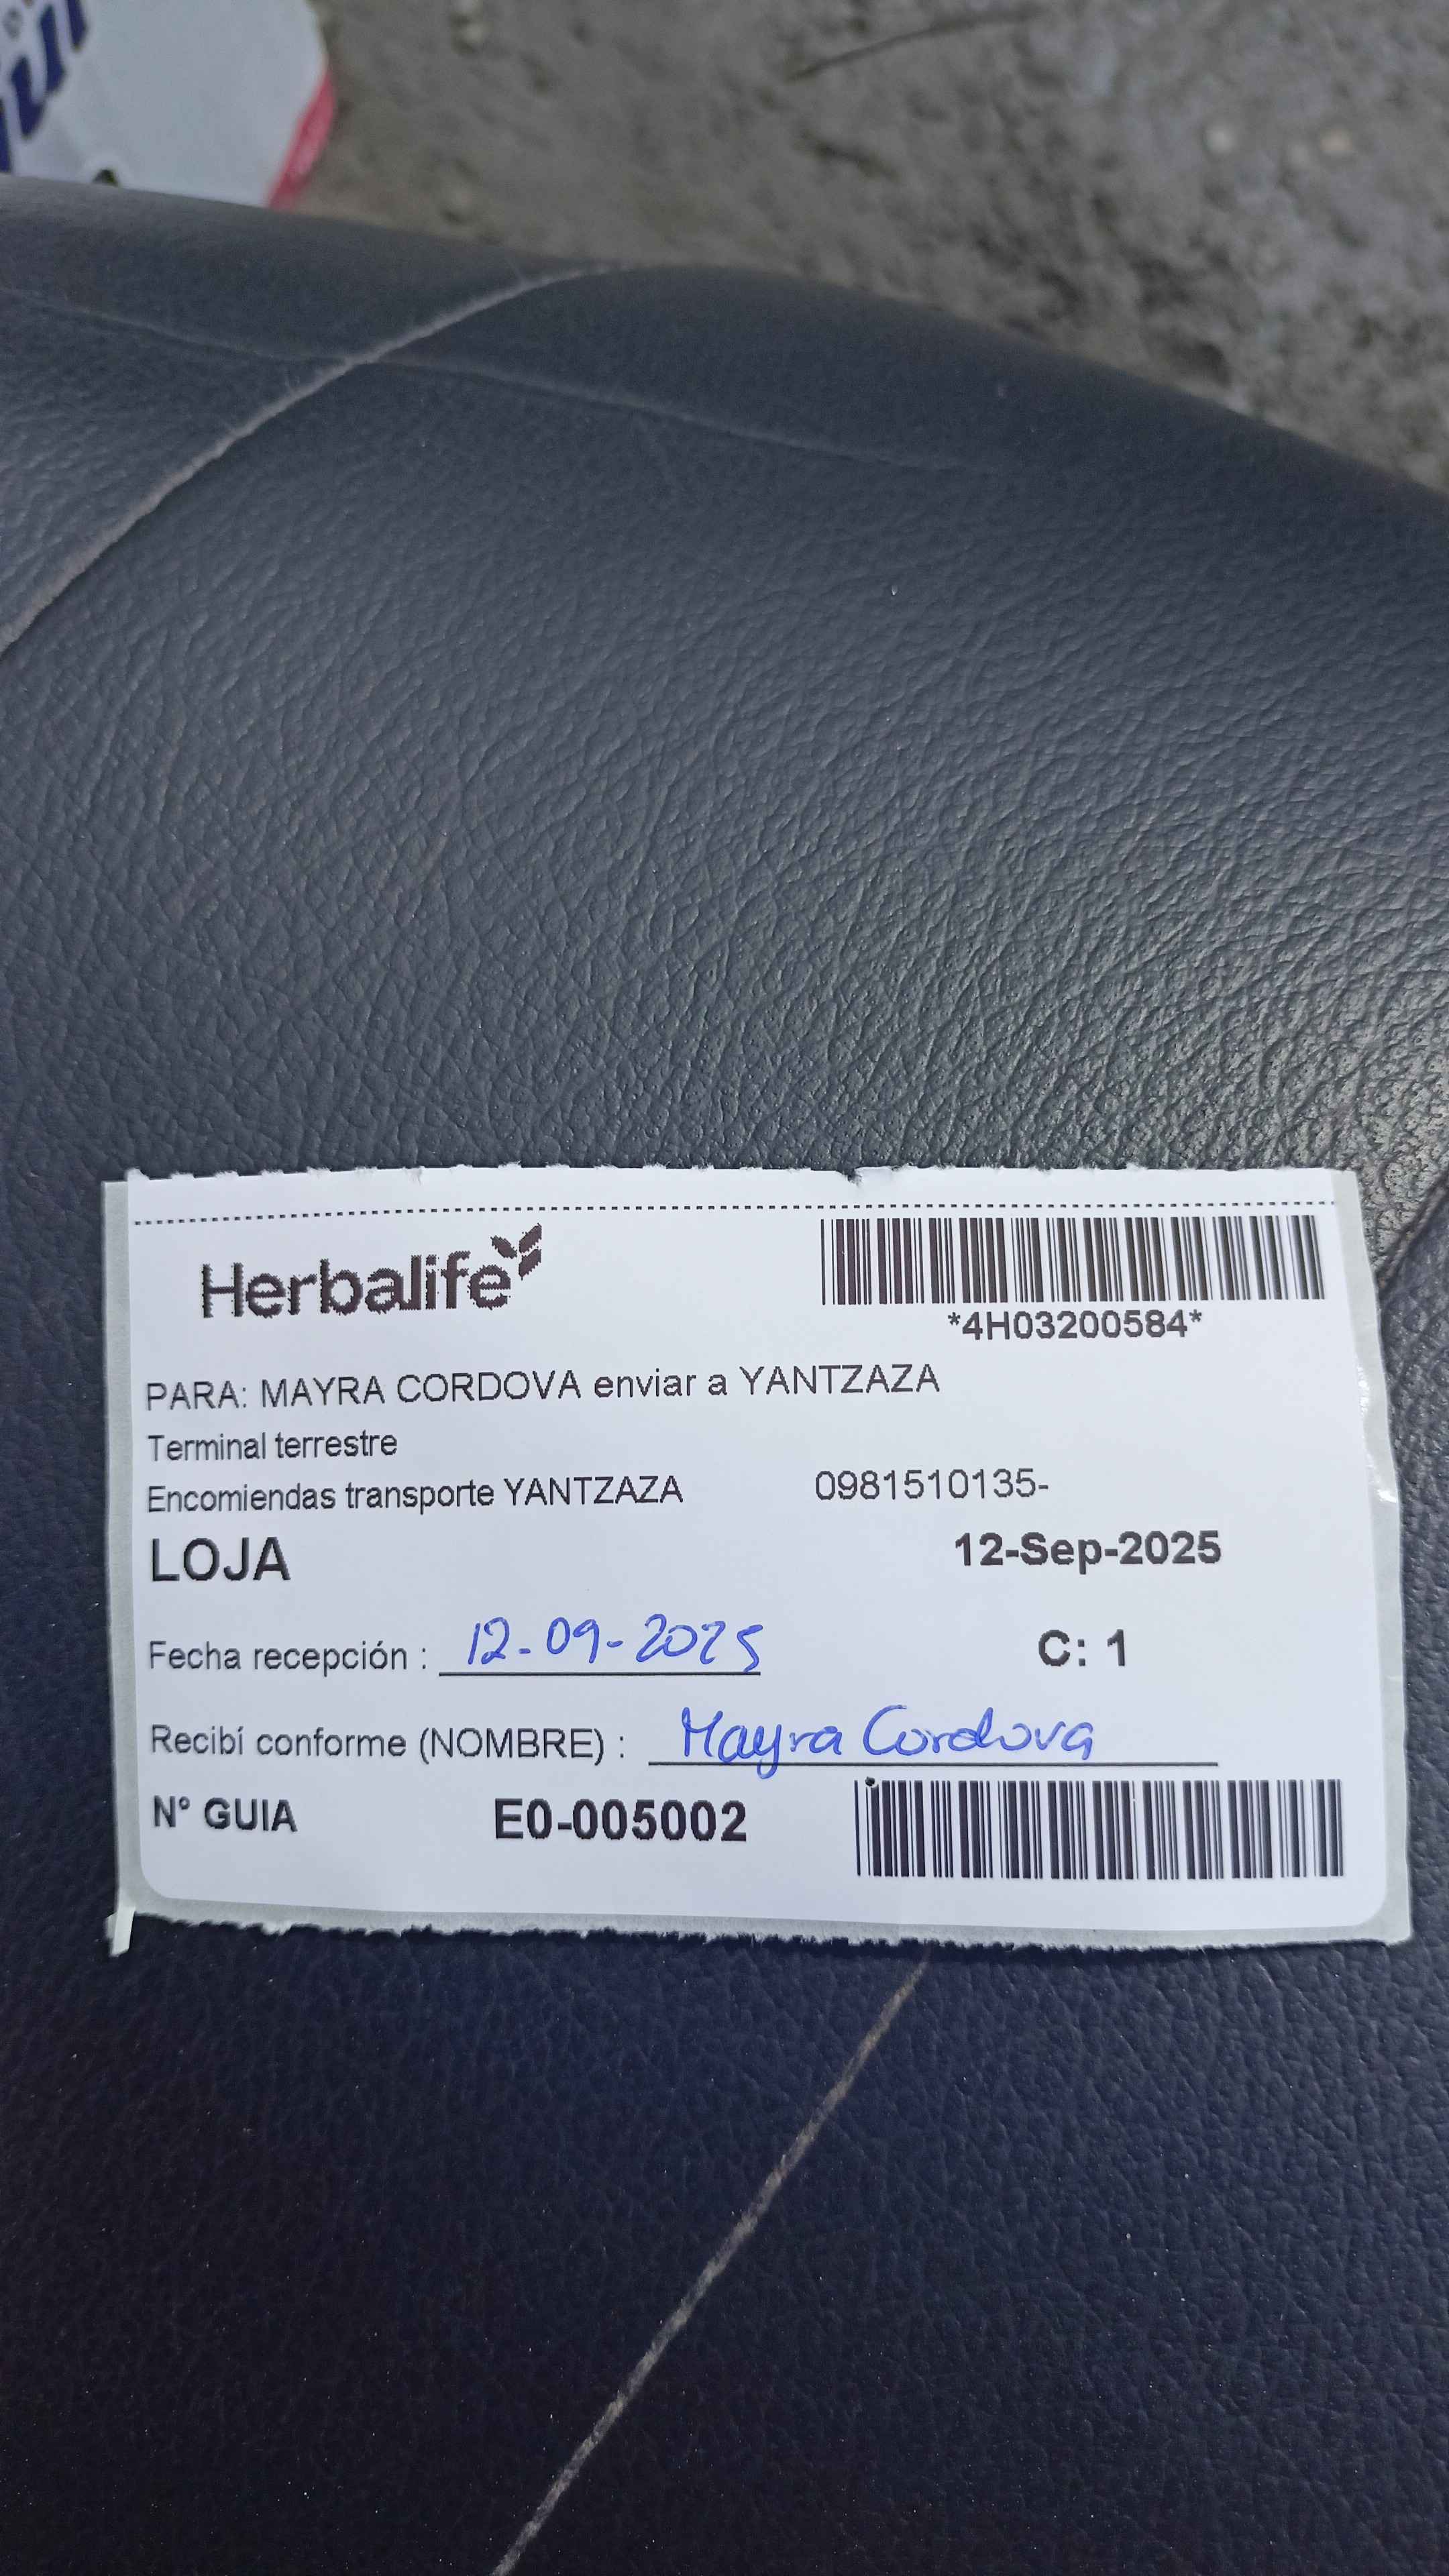 Herbalife
*4H03200584*
PARA: MAYRA CORDOVA enviar a YANTZAZA
Terminal terrestre
Encomiendas transporte YANTZAZA 0981510135-
LOJA 12-Sep-2025
Fecha recepción : 12-09-2025 C: 1
Recibí conforme (NOMBRE) : Mayra Cordova
N° GUIA E0-005002